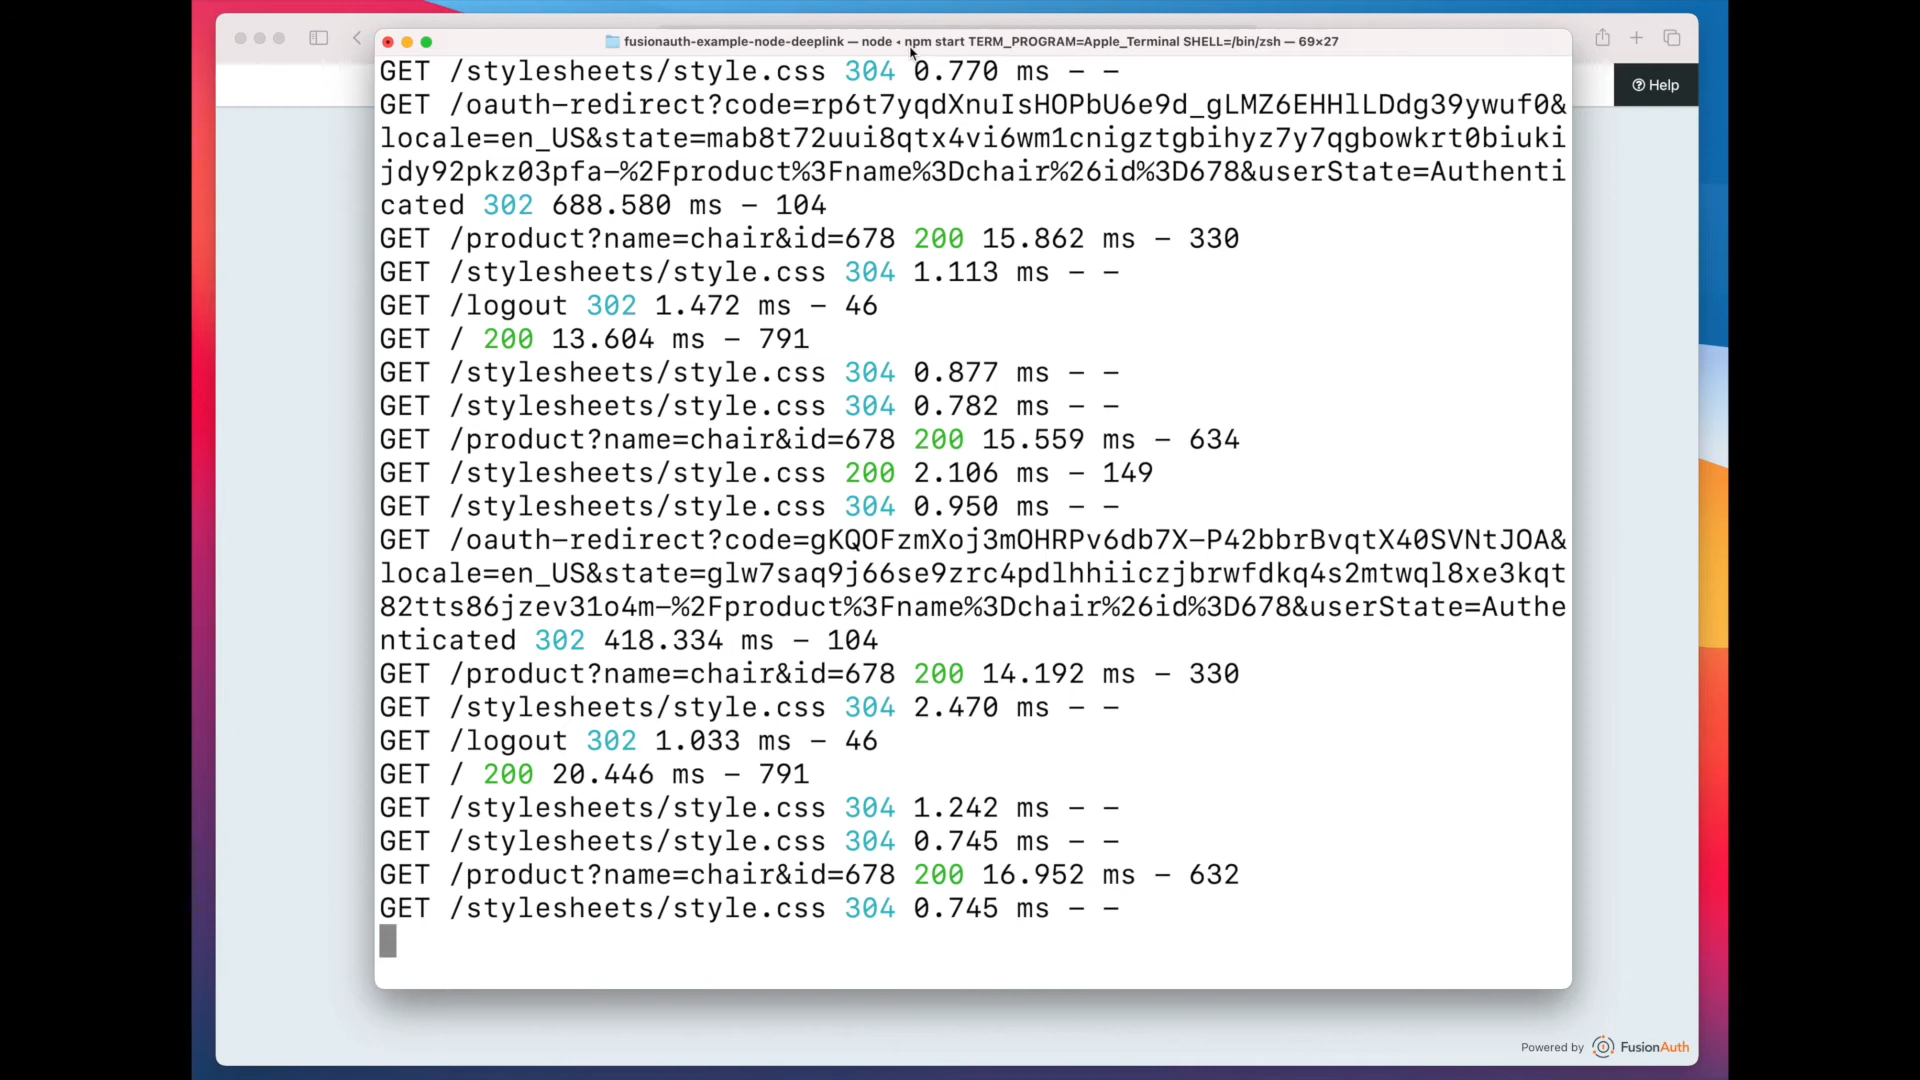 fusionauth-example-node-deeplink — node ◂ npm start TERM_PROGRAM=Apple_Terminal SHELL=/bin/zsh — 69×27
GET /stylesheets/style.css 304 0.770 ms - -
Help
GET /oauth-redirect?code=rp6t7yqdXnuIsHOPbU6e9d_gLMZ6EHHlLDdg39ywuf0&
locale=en_US&state=mab8t72uui8qtx4vi6wm1cnigztgbihyz7y7qgbowkrt0biuki
jdy92pkz03pfa-%2Fproduct%3Fname%3Dchair%26id%3D678&userState=Authenti
cated 302 688.580 ms - 104
GET /product?name=chair&id=678 200 15.862 ms - 330
GET /stylesheets/style.css 304 1.113 ms - -
GET /logout 302 1.472 ms - 46
GET / 200 13.604 ms - 791
GET /stylesheets/style.css 304 0.877 ms - -
GET /stylesheets/style.css 304 0.782 ms - -
GET /product?name=chair&id=678 200 15.559 ms - 634
GET /stylesheets/style.css 200 2.106 ms - 149
GET /stylesheets/style.css 304 0.950 ms - -
GET /oauth-redirect?code=gKQOFzmXoj3mOHRPv6db7X-P42bbrBvqtX40SVNtJOA&
locale=en_US&state=glw7saq9j66se9zrc4pdlhhiiczjbrwfdkq4s2mtwql8xe3kqt
82tts86jzev31o4m-%2Fproduct%3Fname%3Dchair%26id%3D678&userState=Authe
nticated 302 418.334 ms - 104
GET /product?name=chair&id=678 200 14.192 ms - 330
GET /stylesheets/style.css 304 2.470 ms - -
GET /logout 302 1.033 ms - 46
GET / 200 20.446 ms - 791
GET /stylesheets/style.css 304 1.242 ms - -
GET /stylesheets/style.css 304 0.745 ms - -
GET /product?name=chair&id=678 200 16.952 ms - 632
GET /stylesheets/style.css 304 0.745 ms - -
Powered by FusionAuth